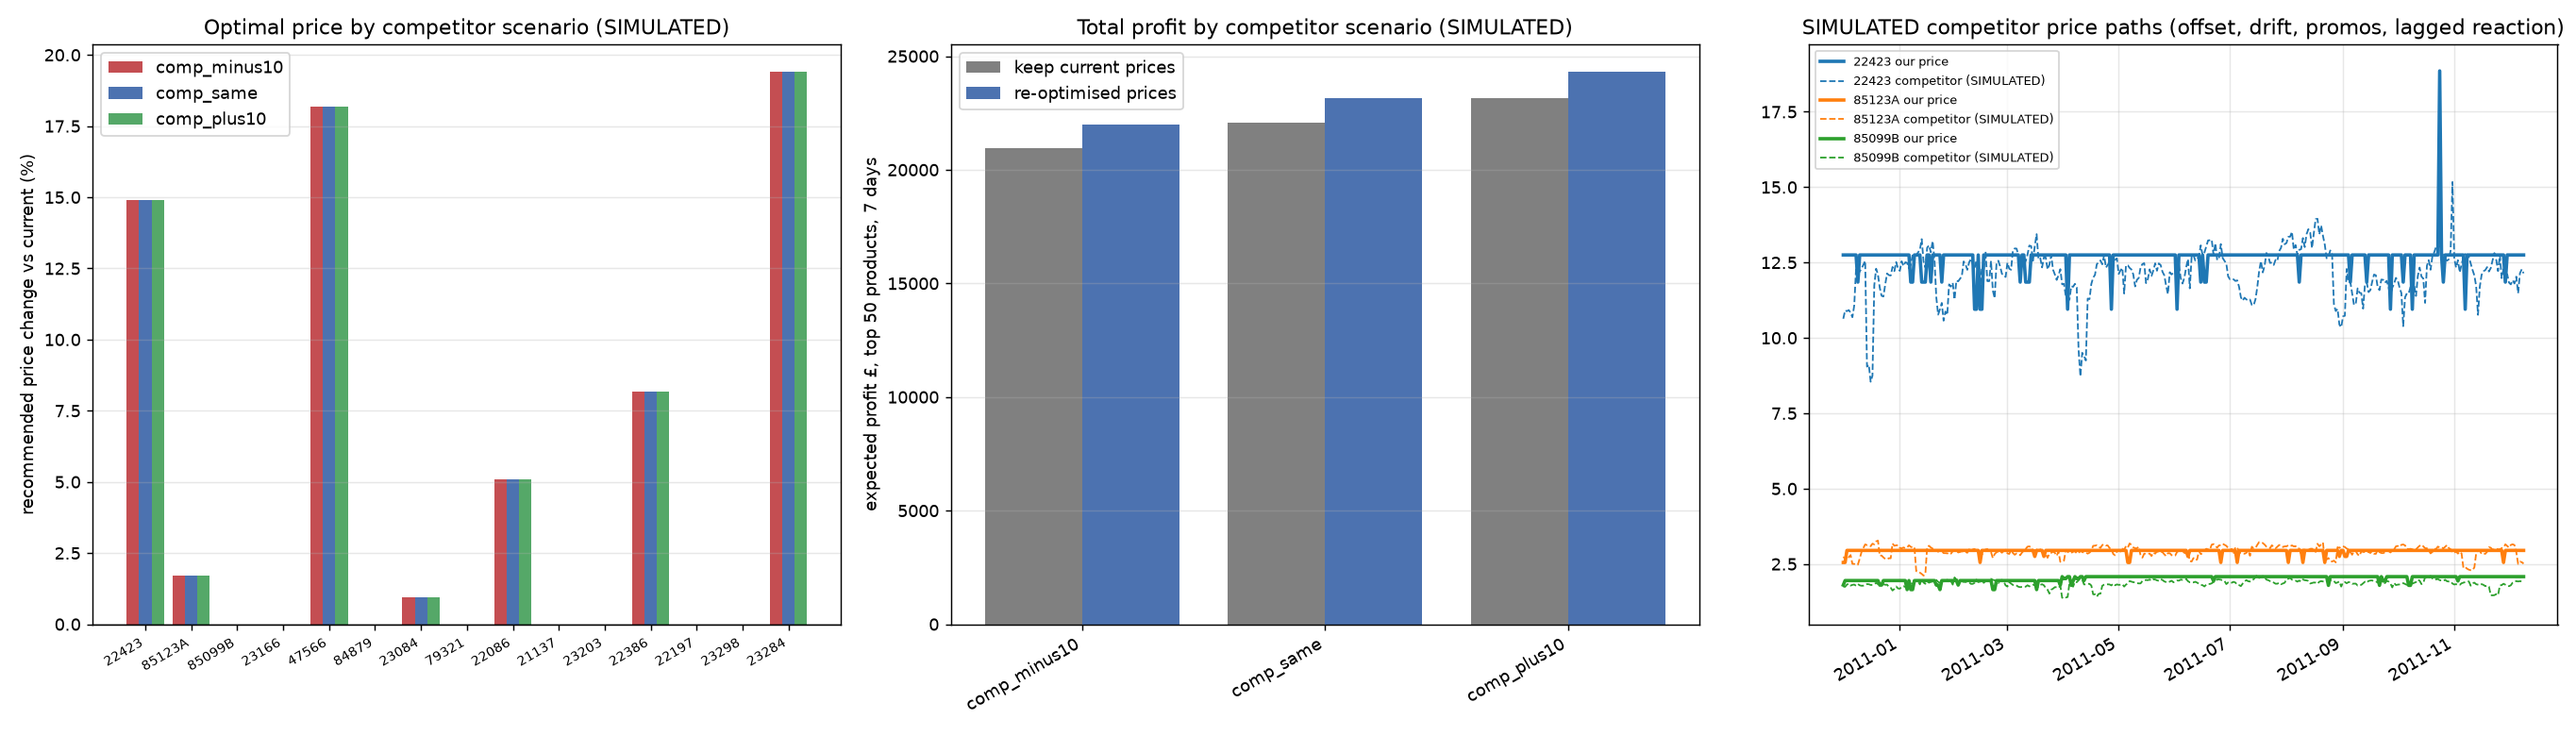 Optimal price by competitor scenario (SIMULATED)
recommended price change vs current (%)
20.0
17.5
15.0
12.5
10.0
7.5
5.0
2.5
0.0
comp_minus10
comp_same
comp_plus10
22423
85123A
85099B
23166
47566
84879
23084
79321
22086
21137
23203
22386
22197
23298
23284
Total profit by competitor scenario (SIMULATED)
expected profit £, top 50 products, 7 days
25000
20000
15000
10000
5000
0
keep current prices
re-optimised prices
comp_minus10
comp_same
comp_plus10
SIMULATED competitor price paths (offset, drift, promos, lagged reaction)
17.5
15.0
12.5
10.0
7.5
5.0
2.5
22423 our price
22423 competitor (SIMULATED)
85123A our price
85123A competitor (SIMULATED)
85099B our price
85099B competitor (SIMULATED)
2011-01
2011-03
2011-05
2011-07
2011-09
2011-11